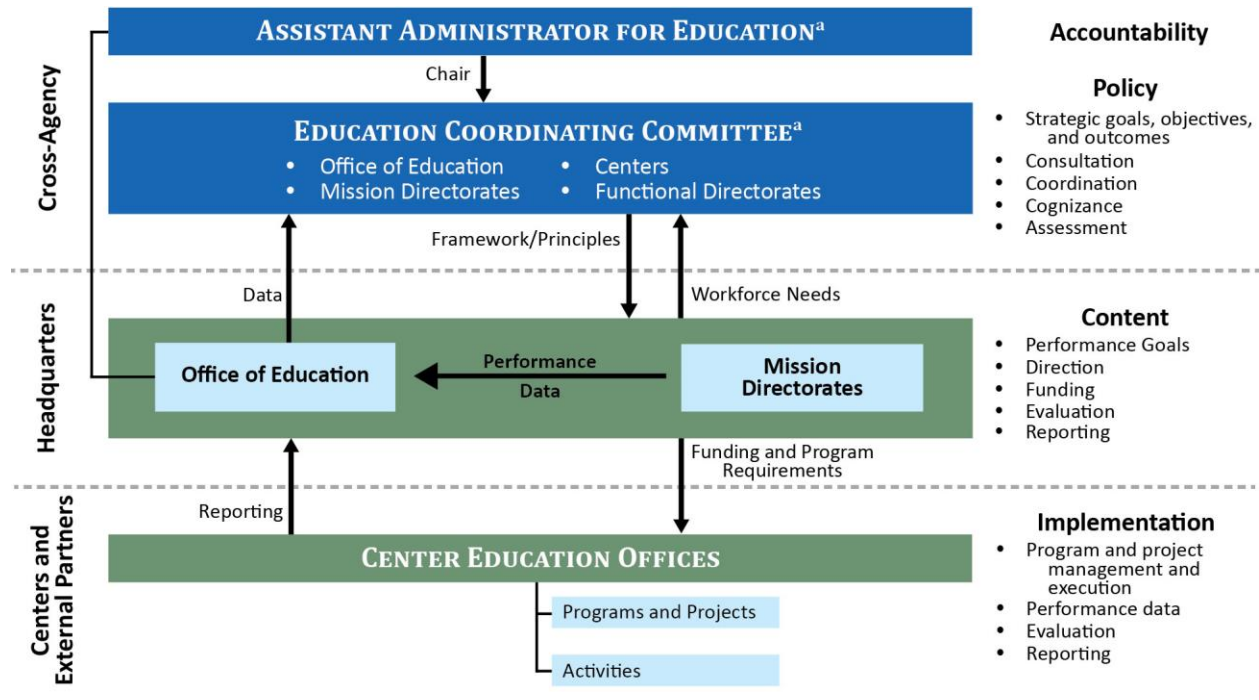 ASSISTANT ADMINISTRATOR FOR EDUCATIONᵃ
Accountability
Cross-Agency
Chair
Policy
EDUCATION COORDINATING COMMITTEEᵃ
• Office of Education
• Mission Directorates
• Centers
• Functional Directorates
• Strategic goals, objectives,
and outcomes
• Consultation
• Coordination
• Cognizance
• Assessment
Framework/Principles
Data
Workforce Needs
Headquarters
Content
Office of Education
Performance
Data
Mission
Directorates
• Performance Goals
• Direction
• Funding
• Evaluation
• Reporting
Funding and Program
Requirements
Reporting
Centers and
External Partners
Implementation
CENTER EDUCATION OFFICES
• Program and project
management and
execution
• Performance data
• Evaluation
• Reporting
Programs and Projects
Activities